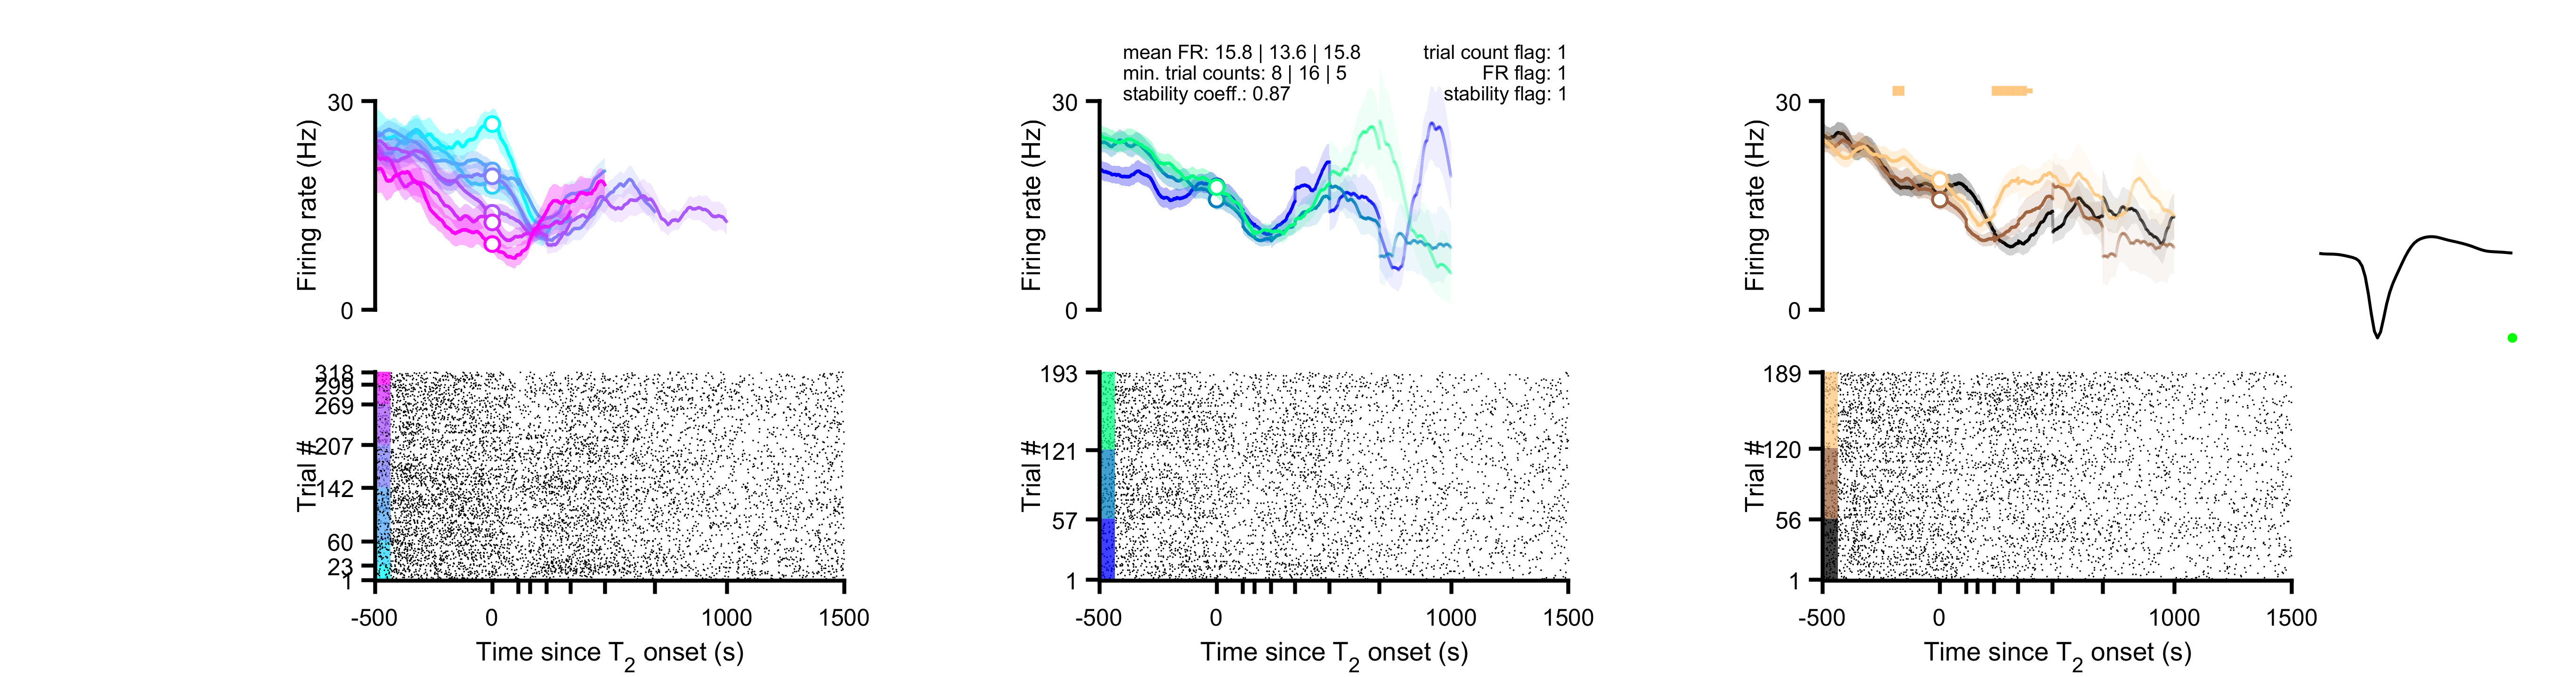 mean FR: 15.8 | 13.6 | 15.8
min. trial counts: 8 | 16 | 5
stability coeff.: 0.87
trial count flag: 1
FR flag: 1
stability flag: 1
30
0
Firing rate (Hz)
30
0
Firing rate (Hz)
30
0
Firing rate (Hz)
318
299
269
207
142
60
23
1
Trial #
-500
0
1000
1500
Time since T2 onset (s)
193
121
57
1
Trial #
-500
0
1000
1500
Time since T2 onset (s)
189
120
56
1
Trial #
-500
0
1000
1500
Time since T2 onset (s)